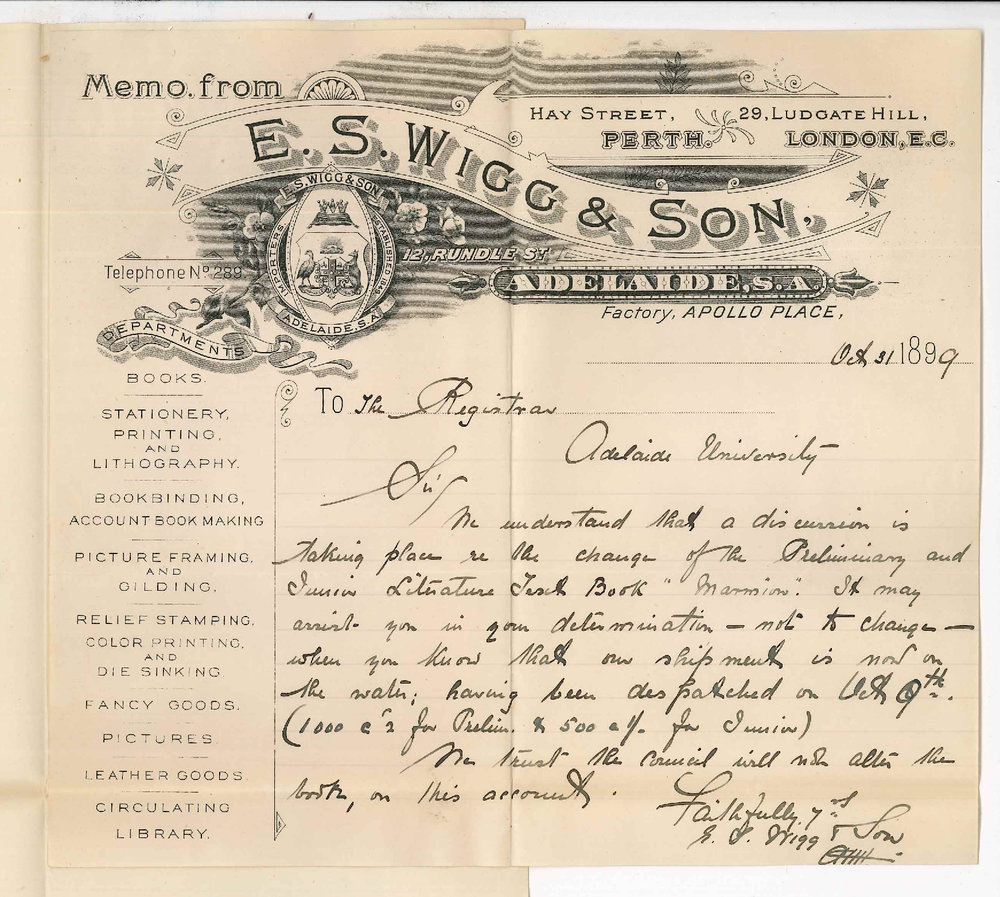 Memo. from
E. S. WIGG & SON,
HAY STREET,
PERTH.
29, LUDGATE HILL,
LONDON, E.C.
E. S. WIGG & SON
IMPORTERS
ESTABLISHED
ADELAIDE, S.A.
12, RUNDLE ST.
ADELAIDE, S.A.
Factory, APOLLO PLACE,
Telephone No 289
DEPARTMENTS
BOOKS.
STATIONERY,
PRINTING,
AND
LITHOGRAPHY.
BOOKBINDING,
ACCOUNT BOOK MAKING
PICTURE FRAMING,
AND
GILDING,
RELIEF STAMPING,
COLOR PRINTING,
AND
DIE SINKING
FANCY GOODS.
PICTURES
LEATHER GOODS
CIRCULATING
LIBRARY.
Oct 31 1899
To The Registrar
Adelaide University
Sir
We understand that a discussion is
taking place re the change of the Preliminary and
Junior Literature Text Book "Marmion". It may
assist you in your determination — not to change —
when you know that our shipment is now on
the water; having been despatched on Oct 9th.
(1000 for Prelim. & 500 for Junior)
We trust the council will not alter the
book, on this account.
Faithfully yrs
E. S. Wigg & Son